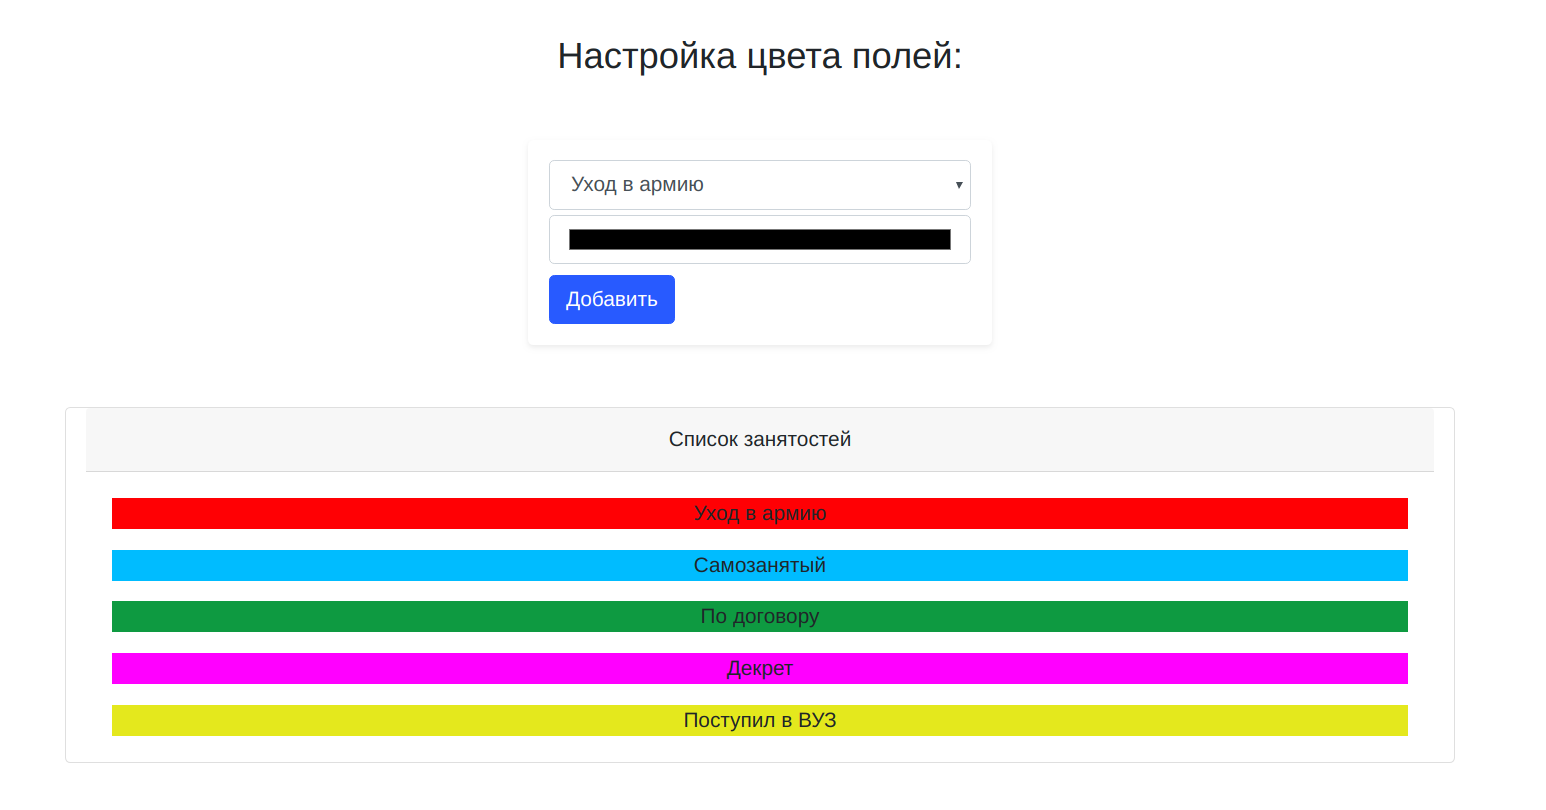 Настройка цвета полей:
Уход в армию
Добавить
Список занятостей
Уход в армию
Самозанятый
По договору
Декрет
Поступил в ВУЗ